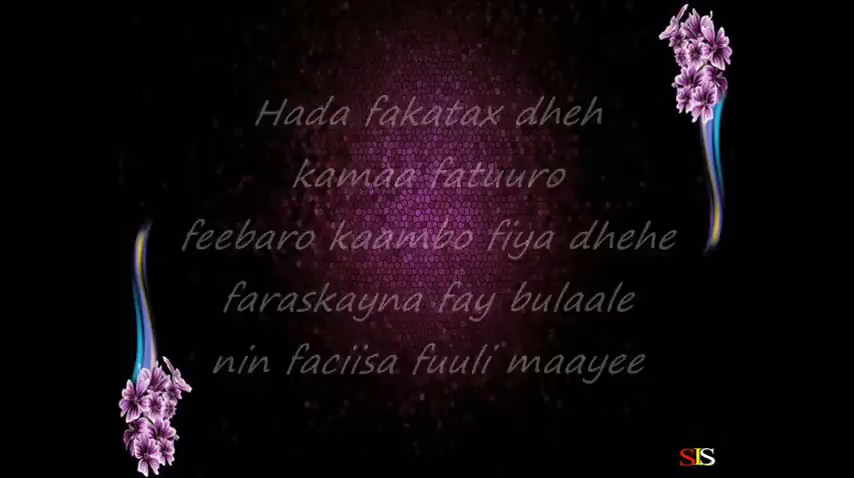 Hada fakatax dheh
kamaa fatuuro
feebaro kaambo fiya dhehe
faraskayna fay bulaale
nin faciisa fuuli maayee
SIS